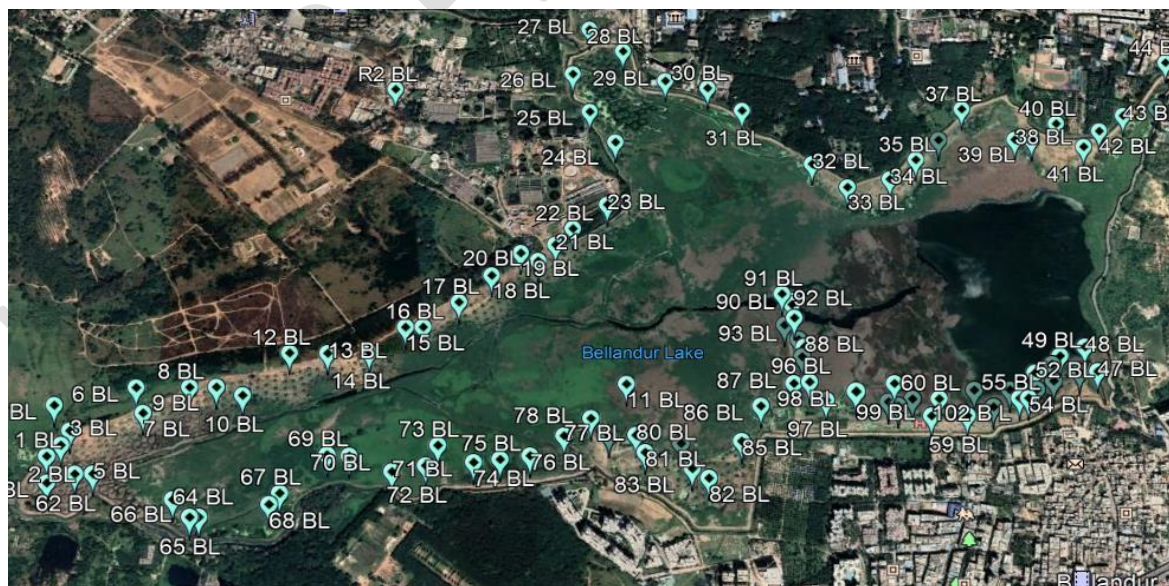 27 BL
28 BL
44 B
R2 BL
26 BL
29 BL
30 BL
25 BL
37 BL
40 BL
43 BL
31 BL
24 BL
35 BL
39 BL
38 BL
42 BL
32 BL
41 BL
34 BL
33 BL
23 BL
22 BL
21 BL
20 BL
19 BL
18 BL
91 BL
17 BL
90 BL
92 BL
16 BL
93 BL
15 BL
88 BL
12 BL
13 BL
Bellandur Lake
49 BL
48 BL
14 BL
96 BL
8 BL
52 BL
47 BL
6 BL
87 BL
60 BL
55 BL
9 BL
10 BL
11 BL
98 BL
54 BL
BL
7 BL
78 BL
86 BL
97 BL
99 BL
102 BL
3 BL
59 BL
1 BL
69 BL
73 BL
77 BL
80 BL
85 BL
70 BL
75 BL
76 BL
81 BL
2 BL
5 BL
71 BL
74 BL
83 BL
BL
62 BL
67 BL
72 BL
82 BL
64 BL
66 BL
68 BL
65 BL
H